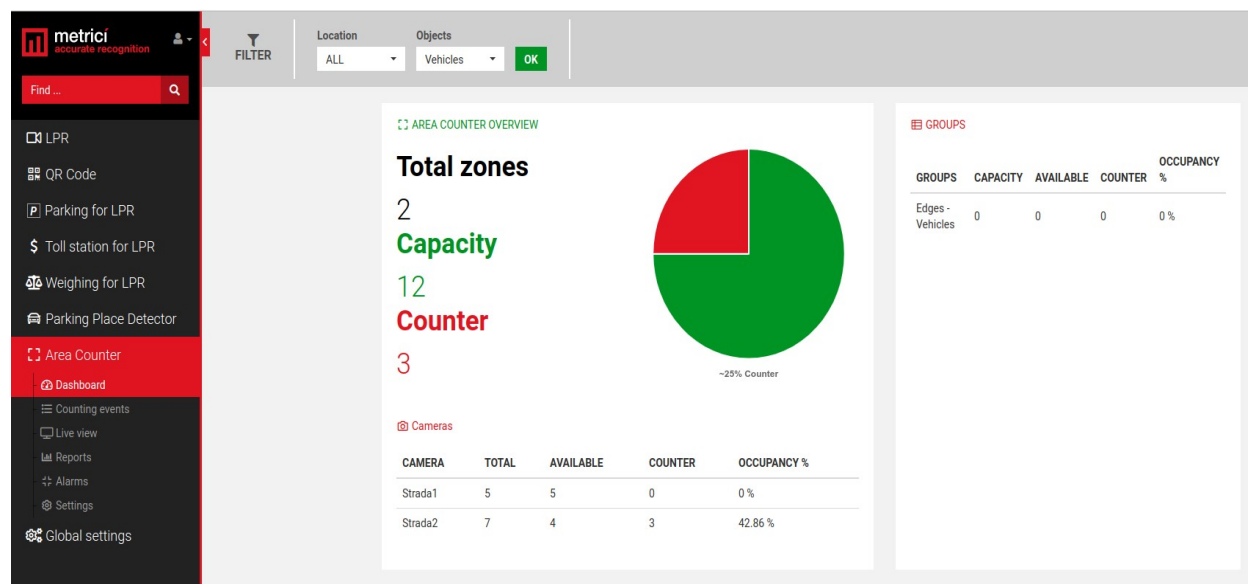 metrici
accurate recognition
Find ...
LPR
QR Code
P Parking for LPR
$ Toll station for LPR
Weighing for LPR
Parking Place Detector
Area Counter
Dashboard
Counting events
Live view
Reports
Alarms
Settings
Global settings
FILTER
Location
ALL
Objects
Vehicles
OK
AREA COUNTER OVERVIEW
Total zones
2
Capacity
12
Counter
3
~25% Counter
Cameras
CAMERA TOTAL AVAILABLE COUNTER OCCUPANCY %
Strada1 5 5 0 0 %
Strada2 7 4 3 42.86 %
GROUPS
GROUPS CAPACITY AVAILABLE COUNTER OCCUPANCY %
Edges - Vehicles 0 0 0 0 %